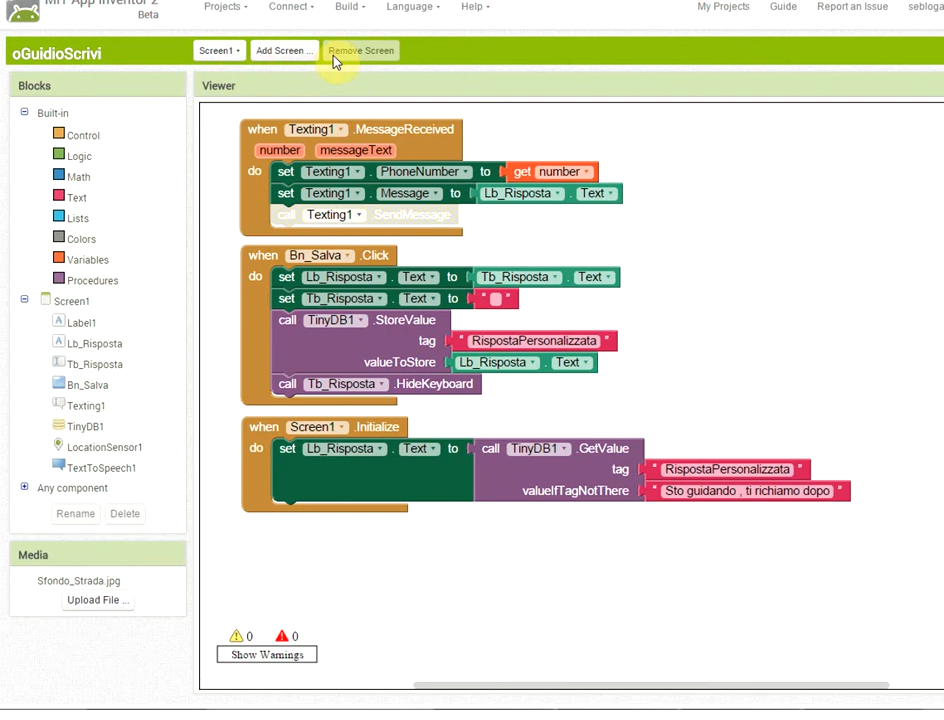 MIT App Inventor 2
Beta
Projects Connect Build Language Help My Projects Guide Report an Issue sebloga
oGuidioScrivi Screen1 Add Screen ... Remove Screen
Blocks
Viewer
Built-in
Control
Logic
Math
Text
Lists
Colors
Variables
Procedures
Screen1
Label1
Lb_Risposta
Tb_Risposta
Bn_Salva
Texting1
TinyDB1
LocationSensor1
TextToSpeech1
Any component
Rename Delete
Media
Sfondo_Strada.jpg
Upload File ...
when Texting1 .MessageReceived
number messageText
do set Texting1 . PhoneNumber to get number
set Texting1 . Message to Lb_Risposta . Text
call Texting1 .SendMessage
when Bn_Salva .Click
do set Lb_Risposta . Text to Tb_Risposta . Text
set Tb_Risposta . Text to " "
call TinyDB1 .StoreValue
tag " RispostaPersonalizzata "
valueToStore Lb_Risposta . Text
call Tb_Risposta .HideKeyboard
when Screen1 .Initialize
do set Lb_Risposta . Text to call TinyDB1 .GetValue
tag " RispostaPersonalizzata "
valueIfTagNotThere " Sto guidando , ti richiamo dopo "
0 0
Show Warnings